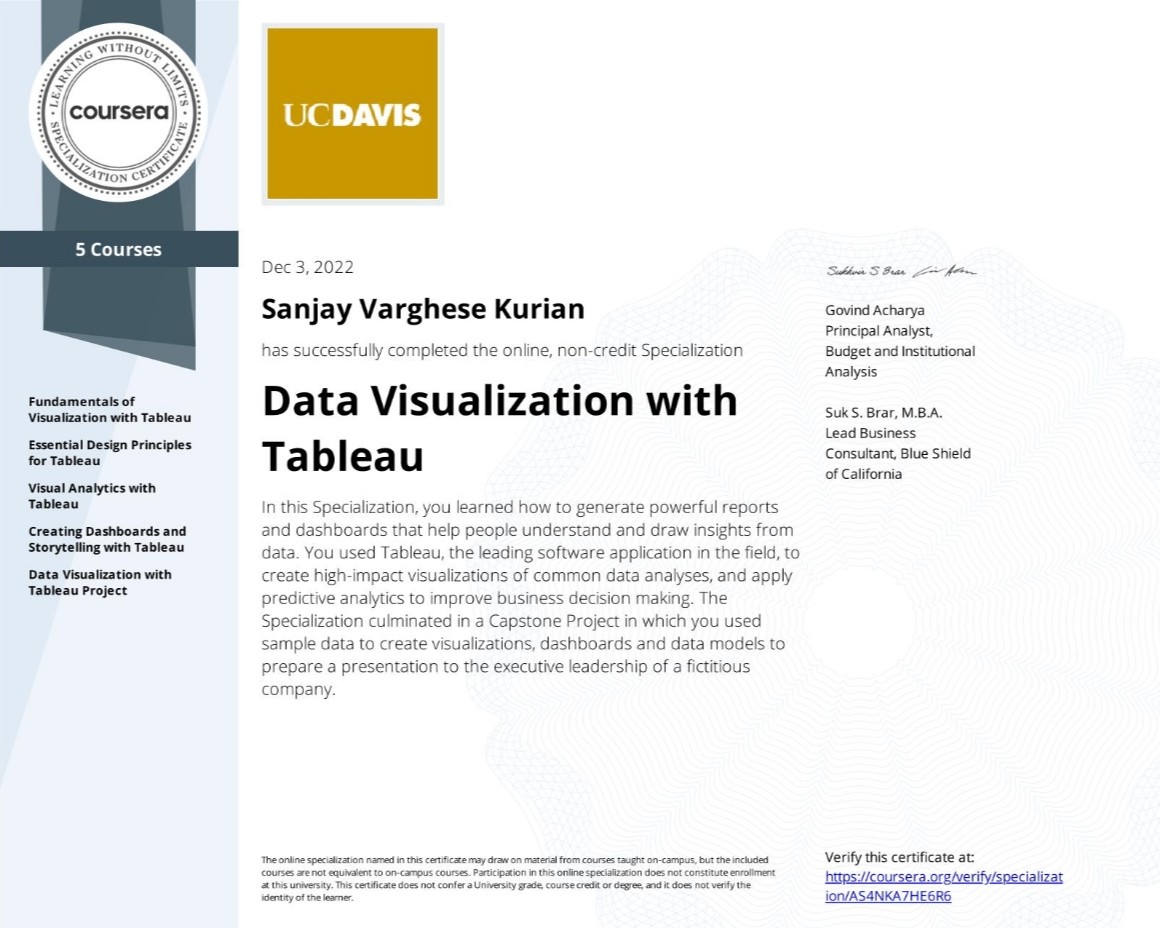 LEARNING WITHOUT LIMITS
coursera
SPECIALIZATION CERTIFICATE
5 Courses
Fundamentals of
Visualization with Tableau
Essential Design Principles
for Tableau
Visual Analytics with
Tableau
Creating Dashboards and
Storytelling with Tableau
Data Visualization with
Tableau Project
UCDAVIS
Dec 3, 2022
Sanjay Varghese Kurian
has successfully completed the online, non-credit Specialization
Data Visualization with
Tableau
In this Specialization, you learned how to generate powerful reports
and dashboards that help people understand and draw insights from
data. You used Tableau, the leading software application in the field, to
create high-impact visualizations of common data analyses, and apply
predictive analytics to improve business decision making. The
Specialization culminated in a Capstone Project in which you used
sample data to create visualizations, dashboards and data models to
prepare a presentation to the executive leadership of a fictitious
company.
Sukhvir S Brar
Govind Acharya
Principal Analyst,
Budget and Institutional
Analysis
Suk S. Brar, M.B.A.
Lead Business
Consultant, Blue Shield
of California
The online specialization named in this certificate may draw on material from courses taught on-campus, but the included
courses are not equivalent to on-campus courses. Participation in this online specialization does not constitute enrollment
at this university. This certificate does not confer a University grade, course credit or degree, and it does not verify the
identity of the learner.
Verify this certificate at:
https://coursera.org/verify/specializat
ion/AS4NKA7HE6R6